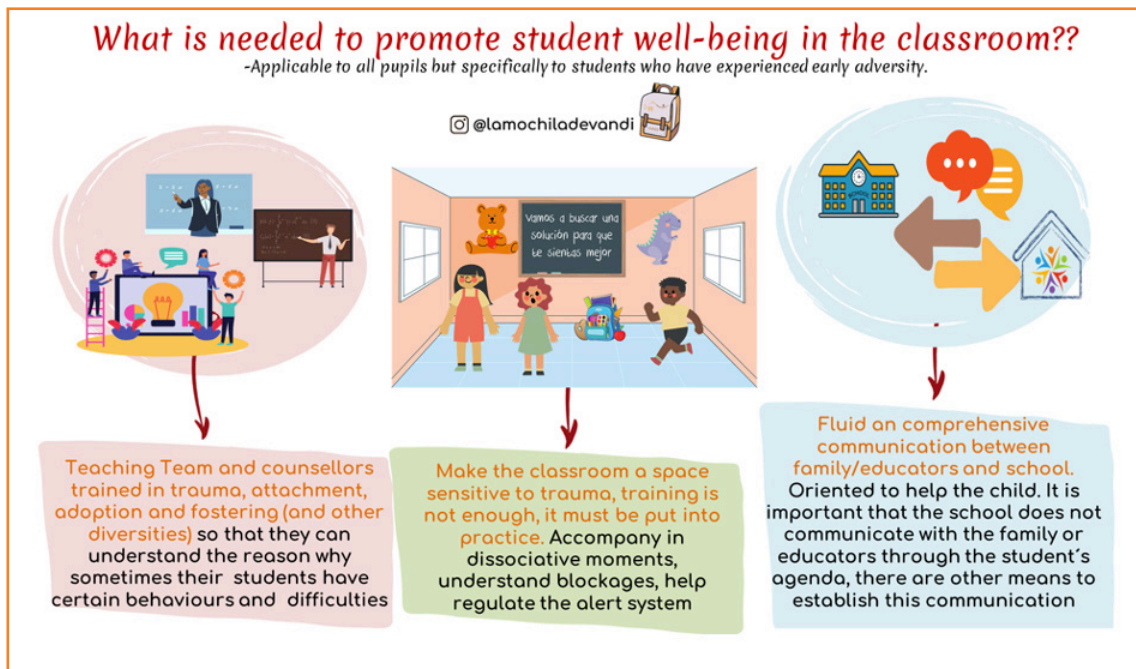 What is needed to promote student well-being in the classroom??
-Applicable to all pupils but specifically to students who have experienced early adversity.
@lamochiladevandi
Vamos a buscar una
solución para que
te sientas mejor
SCHOOL
Teaching Team and counsellors
trained in trauma, attachment,
adoption and fostering (and other
diversities) so that they can
understand the reason why
sometimes their students have
certain behaviours and difficulties
Make the classroom a space
sensitive to trauma, training is
not enough, it must be put into
practice. Accompany in
dissociative moments,
understand blockages, help
regulate the alert system
Fluid an comprehensive
communication between
family/educators and school.
Oriented to help the child. It is
important that the school does not
communicate with the family or
educators through the student´s
agenda, there are other means to
establish this communication